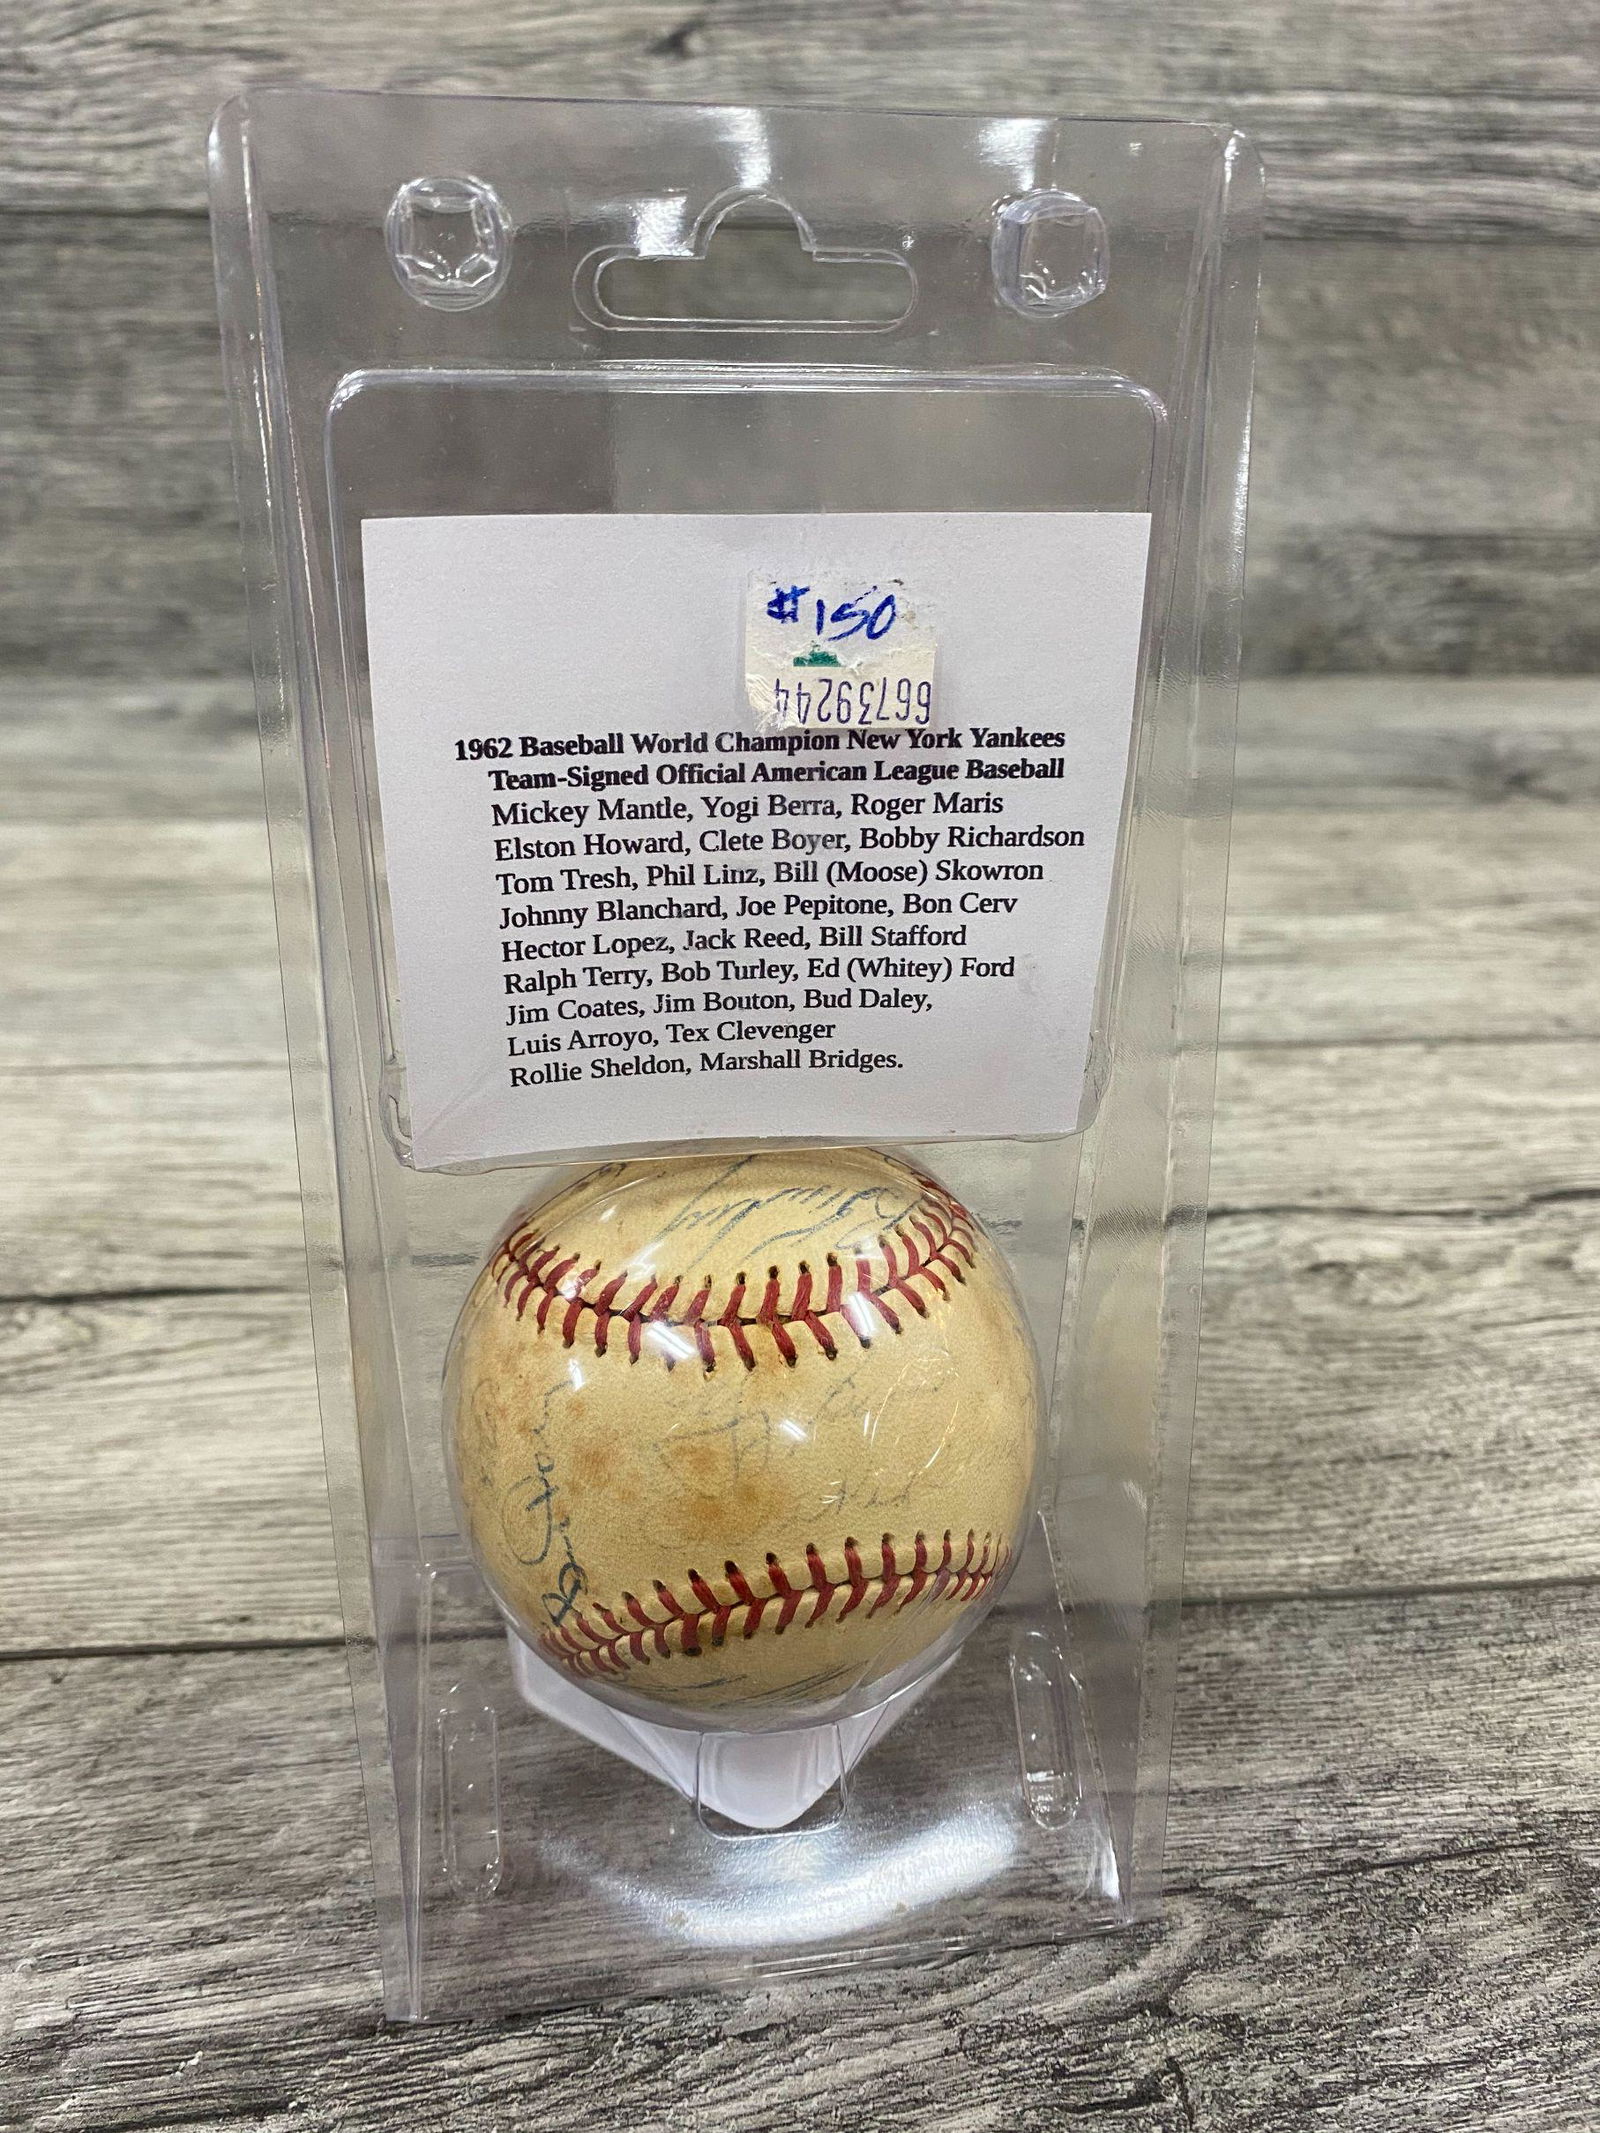 $150
66739244
1962 Baseball World Champion New York Yankees
Team-Signed Official American League Baseball
Mickey Mantle, Yogi Berra, Roger Maris
Elston Howard, Clete Boyer, Bobby Richardson
Tom Tresh, Phil Linz, Bill (Moose) Skowron
Johnny Blanchard, Joe Pepitone, Bon Cerv
Hector Lopez, Jack Reed, Bill Stafford
Ralph Terry, Bob Turley, Ed (Whitey) Ford
Jim Coates, Jim Bouton, Bud Daley,
Luis Arroyo, Tex Clevenger
Rollie Sheldon, Marshall Bridges.